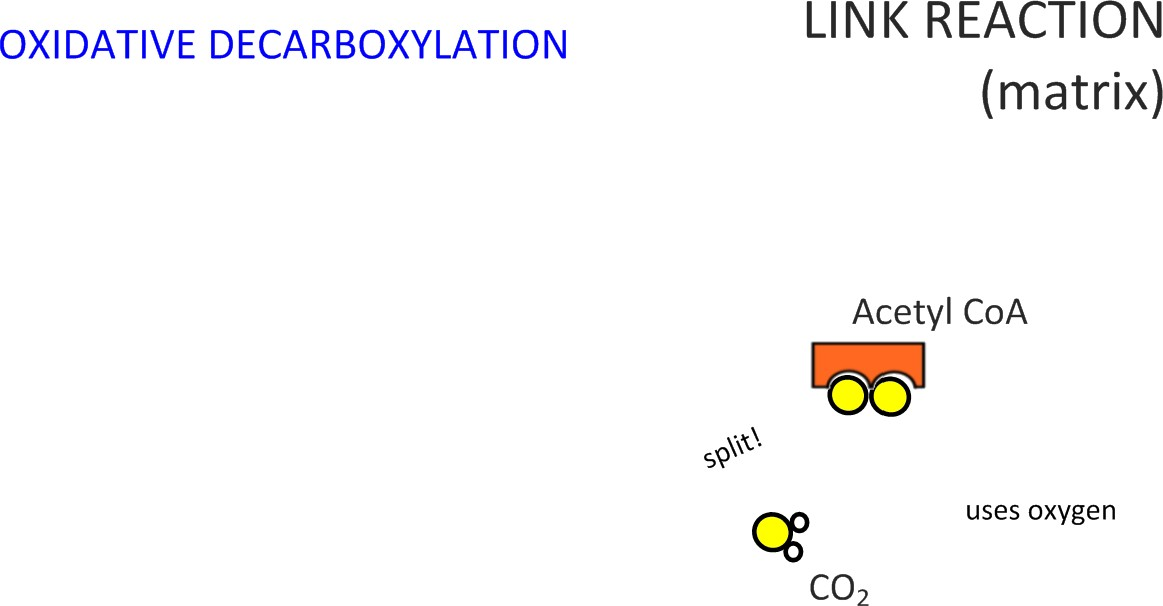 OXIDATIVE DECARBOXYLATION
LINK REACTION
(matrix)
Acetyl CoA
split!
uses oxygen
CO₂